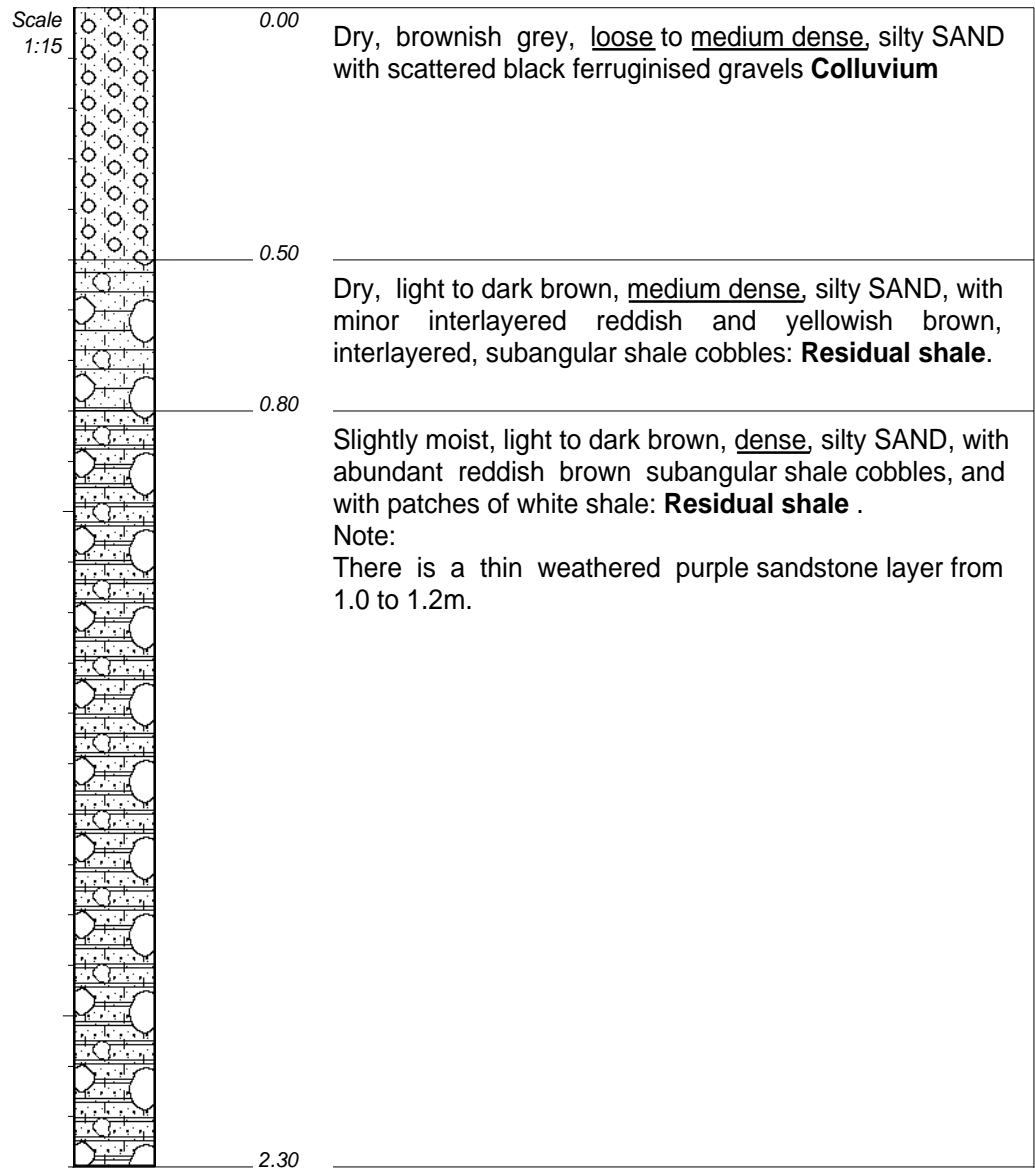 Scale
1:15
0.00
Dry, brownish grey, loose to medium dense, silty SAND
with scattered black ferruginised gravels Colluvium
0.50
Dry, light to dark brown, medium dense, silty SAND, with
minor interlayered reddish and yellowish brown,
interlayered, subangular shale cobbles: Residual shale.
0.80
Slightly moist, light to dark brown, dense, silty SAND, with
abundant reddish brown subangular shale cobbles, and
with patches of white shale: Residual shale .
Note:
There is a thin weathered purple sandstone layer from
1.0 to 1.2m.
2.30